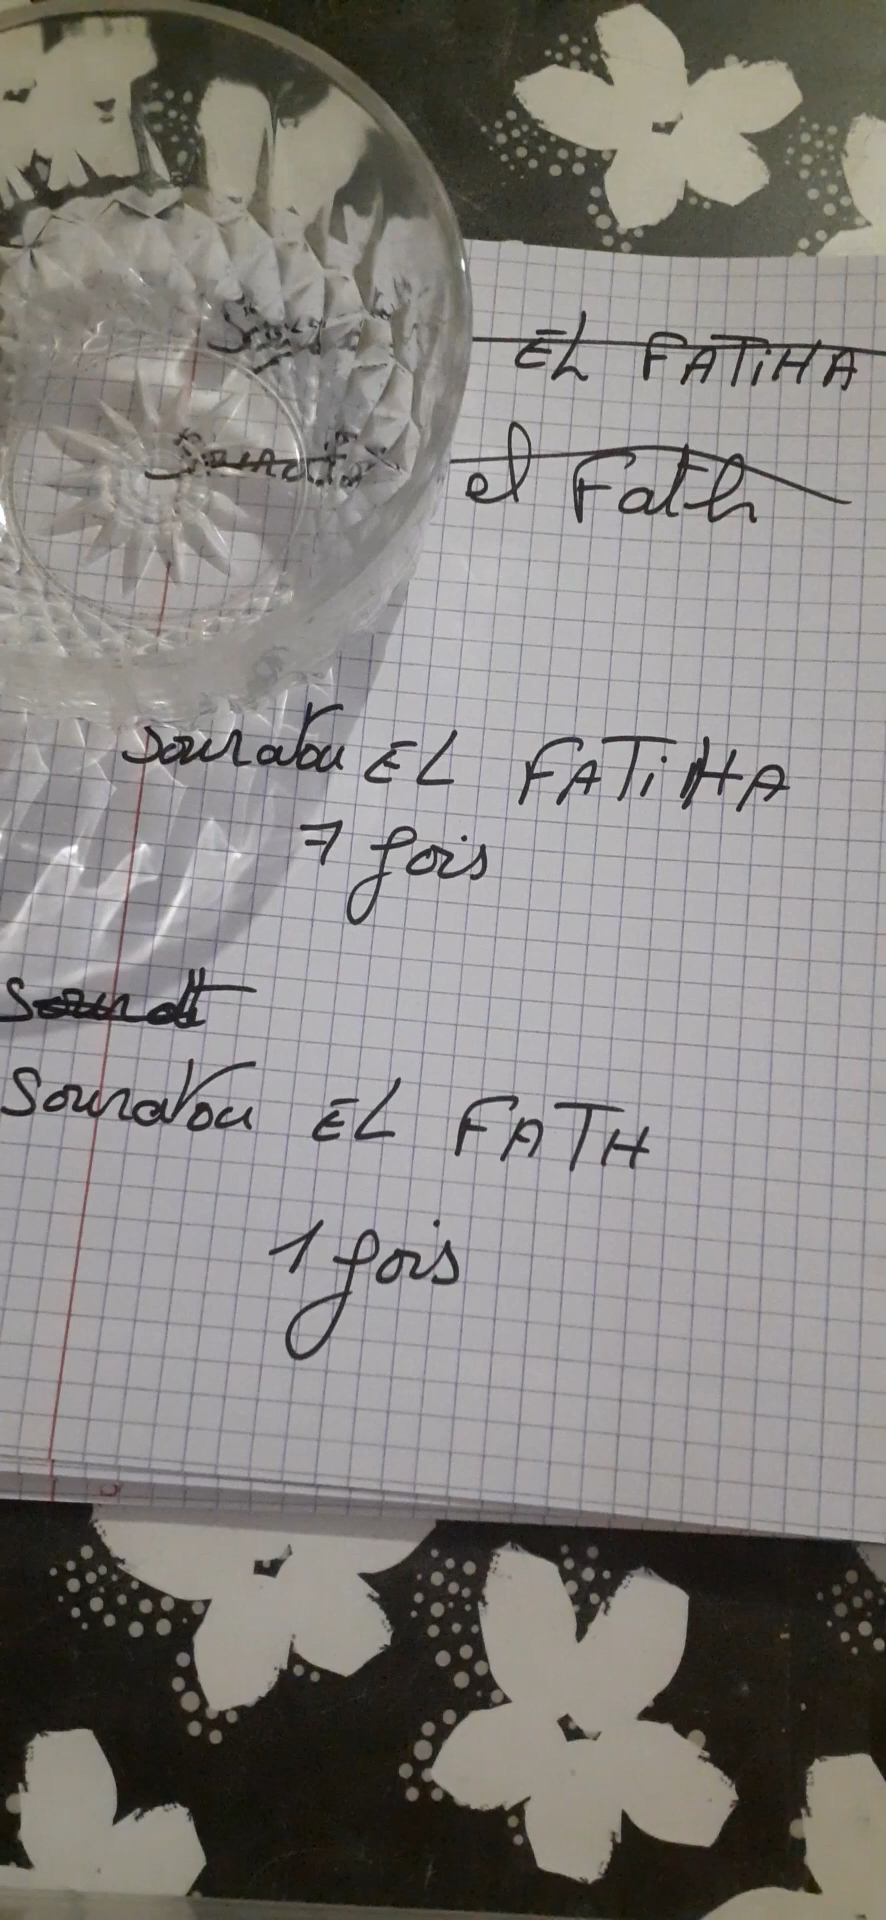 EL FATiHA
el Fath
Souratou EL FATiHA
7 fois
Souratou EL FATH
1 fois